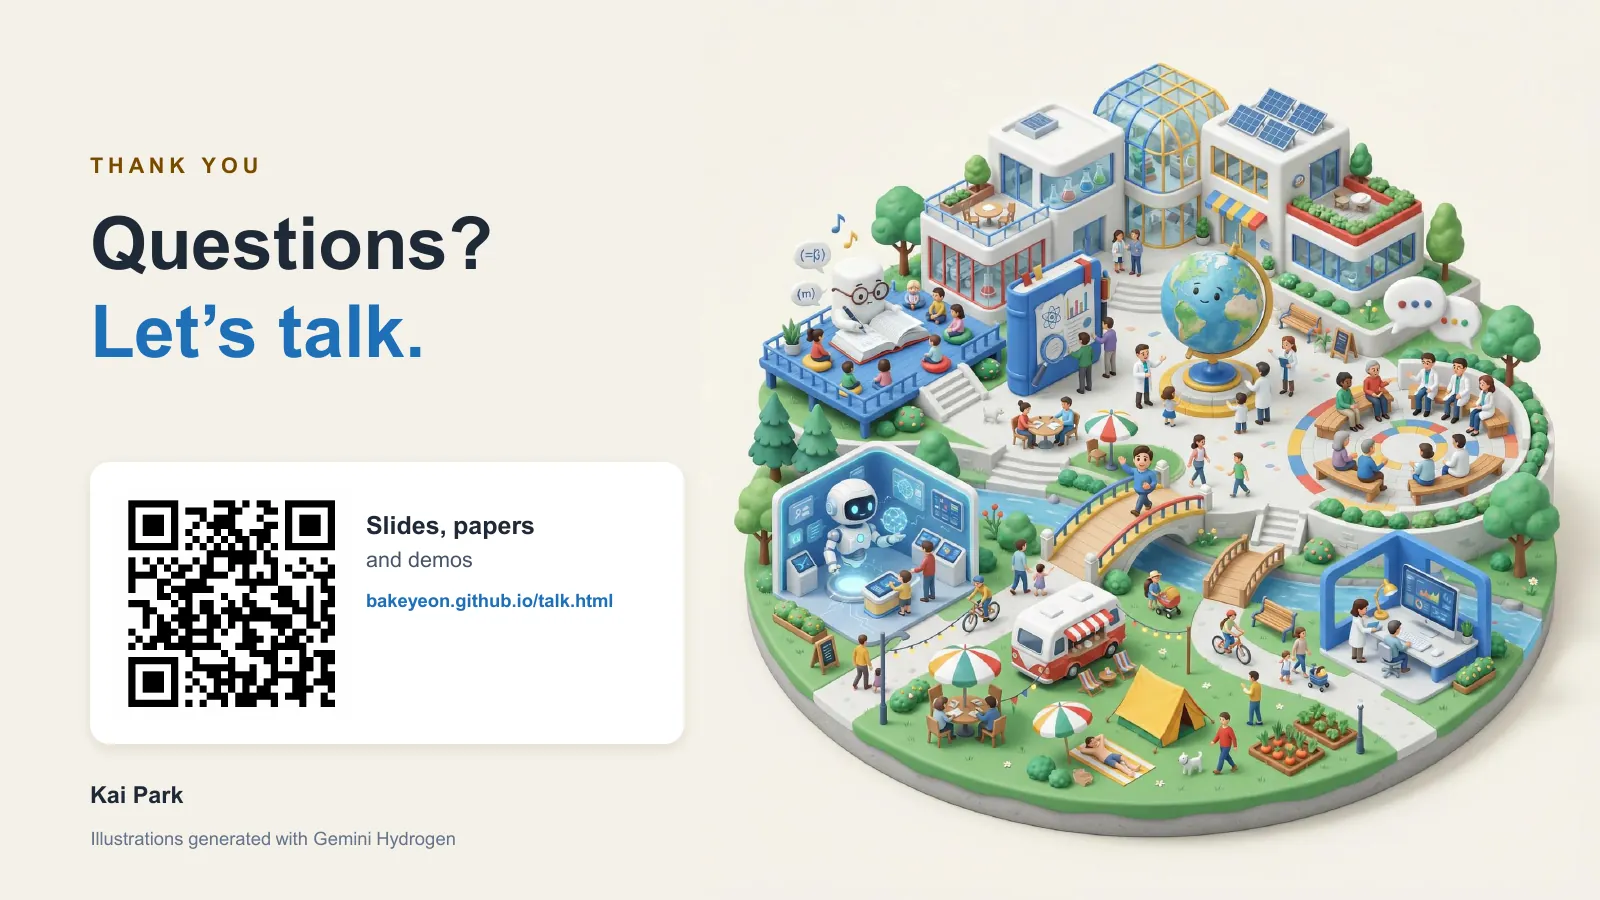 THANK YOU
Questions?
Let’s talk.
Slides, papers
and demos
bakeyeon.github.io/talk.html
Kai Park
Illustrations generated with Gemini Hydrogen
(=β)
(m)